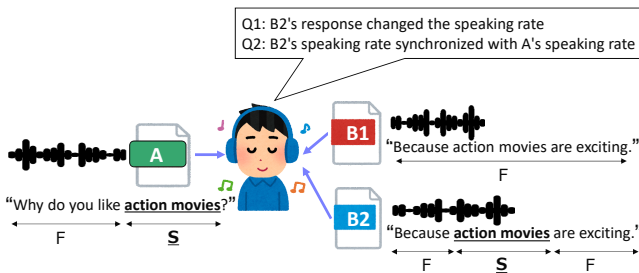 Q1: B2's response changed the speaking rate
Q2: B2's speaking rate synchronized with A's speaking rate
A
B1
"Because action movies are exciting."
F
"Why do you like action movies?"
F S
B2
"Because action movies are exciting."
F S F